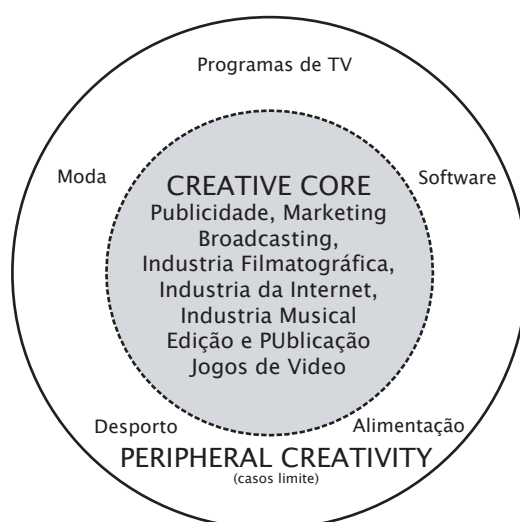 Programas de TV
Moda
Software
CREATIVE CORE
Publicidade, Marketing
Broadcasting,
Industria Filmatográfica,
Industria da Internet,
Industria Musical
Edição e PUblicação
Jogos de Video
Desporto
Alimentação
PERIPHERAL CREATIVITY
(casos limite)